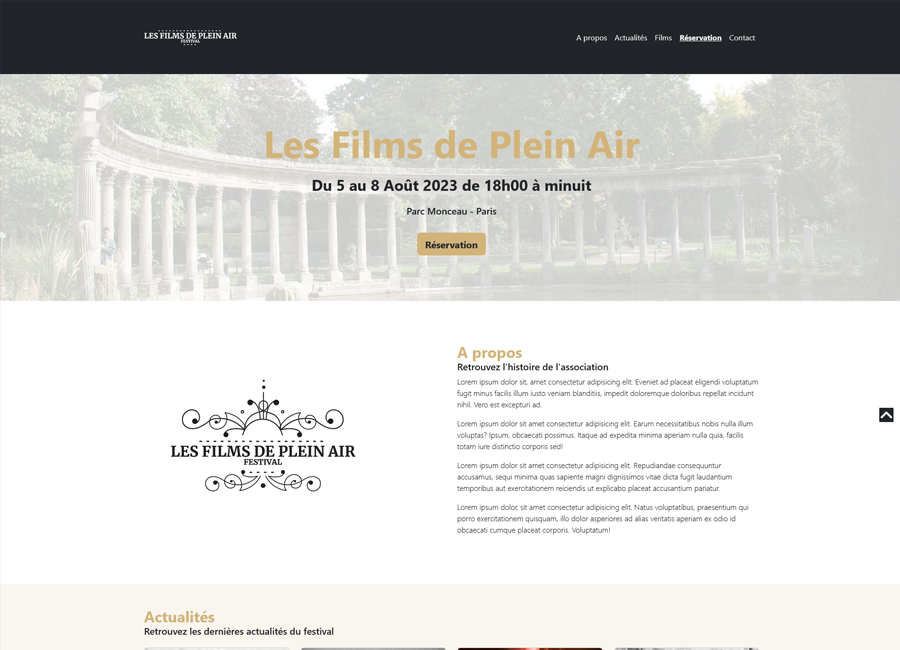 LES FILMS DE PLEIN AIR
FESTIVAL
A propos Actualités Films Réservation Contact
Les Films de Plein Air
Du 5 au 8 Août 2023 de 18h00 à minuit
Parc Monceau - Paris
Réservation
LES FILMS DE PLEIN AIR
FESTIVAL
A propos
Retrouvez l'histoire de l'association
Lorem ipsum dolor sit, amet consectetur adipisicing elit. Eveniet ad placeat eligendi voluptatum
fugit minus facilis illum iusto veniam blanditiis, impedit doloremque doloribus repellat incidunt
nihil. Vero est excepturi ad.
Lorem ipsum dolor sit amet consectetur adipisicing elit. Earum necessitatibus nobis nulla illum
voluptas? Ipsum, obcaecati possimus. Itaque ad expedita minima aperiam nulla quia, facilis
totam iure distinctio corporis sed!
Lorem ipsum dolor sit amet consectetur adipisicing elit. Repudiandae consequuntur
accusamus, sequi minima quas sapiente magni dignissimos vitae dicta fugit laudantium
temporibus aut exercitationem reiciendis ut explicabo placeat accusantium pariatur.
Lorem ipsum dolor, sit amet consectetur adipisicing elit. Natus voluptatibus, praesentium qui
porro exercitationem quisquam, illo dolor asperiores ad alias veritatis aperiam ex odio id
obcaecati cumque placeat corporis. Voluptatum!
Actualités
Retrouvez les dernières actualités du festival